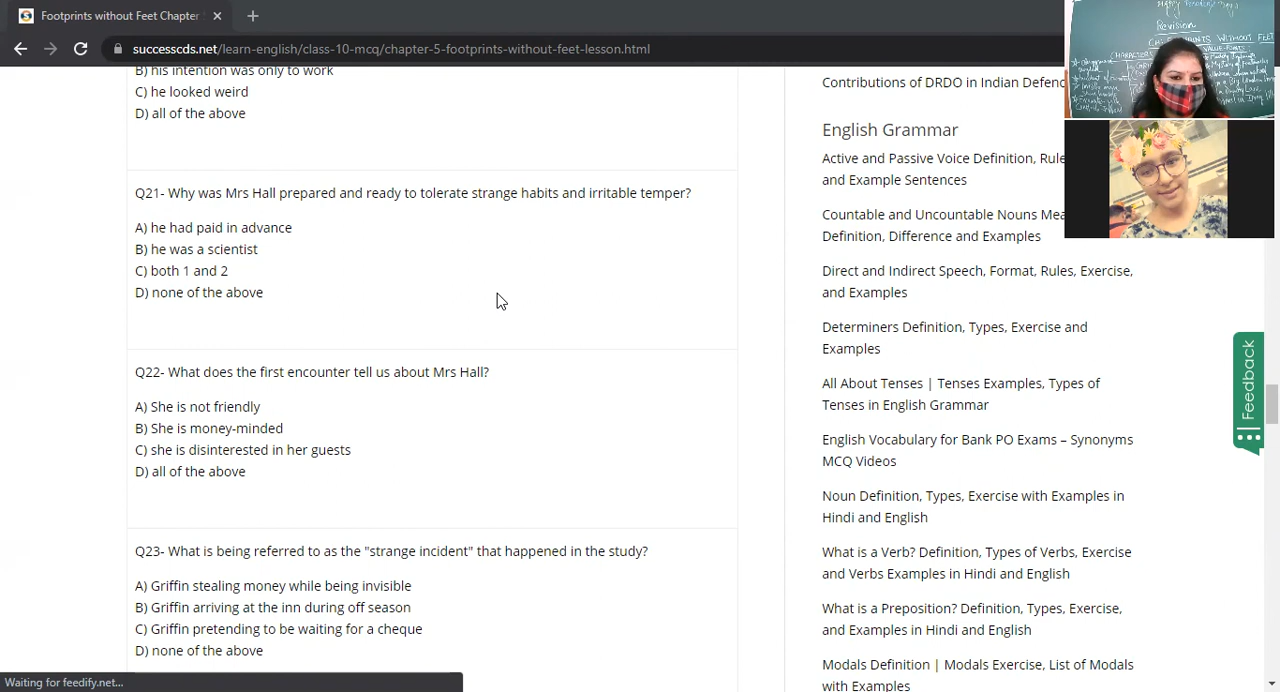 Footprints without Feet Chapter
successcds.net/learn-english/class-10-mcq/chapter-5-footprints-without-feet-lesson.html
B) his intention was only to work
C) he looked weird
D) all of the above
Q21- Why was Mrs Hall prepared and ready to tolerate strange habits and irritable temper?
A) he had paid in advance
B) he was a scientist
C) both 1 and 2
D) none of the above
Q22- What does the first encounter tell us about Mrs Hall?
A) She is not friendly
B) She is money-minded
C) she is disinterested in her guests
D) all of the above
Q23- What is being referred to as the "strange incident" that happened in the study?
A) Griffin stealing money while being invisible
B) Griffin arriving at the inn during off season
C) Griffin pretending to be waiting for a cheque
D) none of the above
Waiting for feedify.net...
Contributions of DRDO in Indian Defenc
English Grammar
Active and Passive Voice Definition, Rule
and Example Sentences
Countable and Uncountable Nouns Mea
Definition, Difference and Examples
Direct and Indirect Speech, Format, Rules, Exercise,
and Examples
Determiners Definition, Types, Exercise and
Examples
All About Tenses | Tenses Examples, Types of
Tenses in English Grammar
English Vocabulary for Bank PO Exams – Synonyms
MCQ Videos
Noun Definition, Types, Exercise with Examples in
Hindi and English
What is a Verb? Definition, Types of Verbs, Exercise
and Verbs Examples in Hindi and English
What is a Preposition? Definition, Types, Exercise,
and Examples in Hindi and English
Modals Definition | Modals Exercise, List of Modals
with Examples
Feedback
Revision
WITHOUT FEET